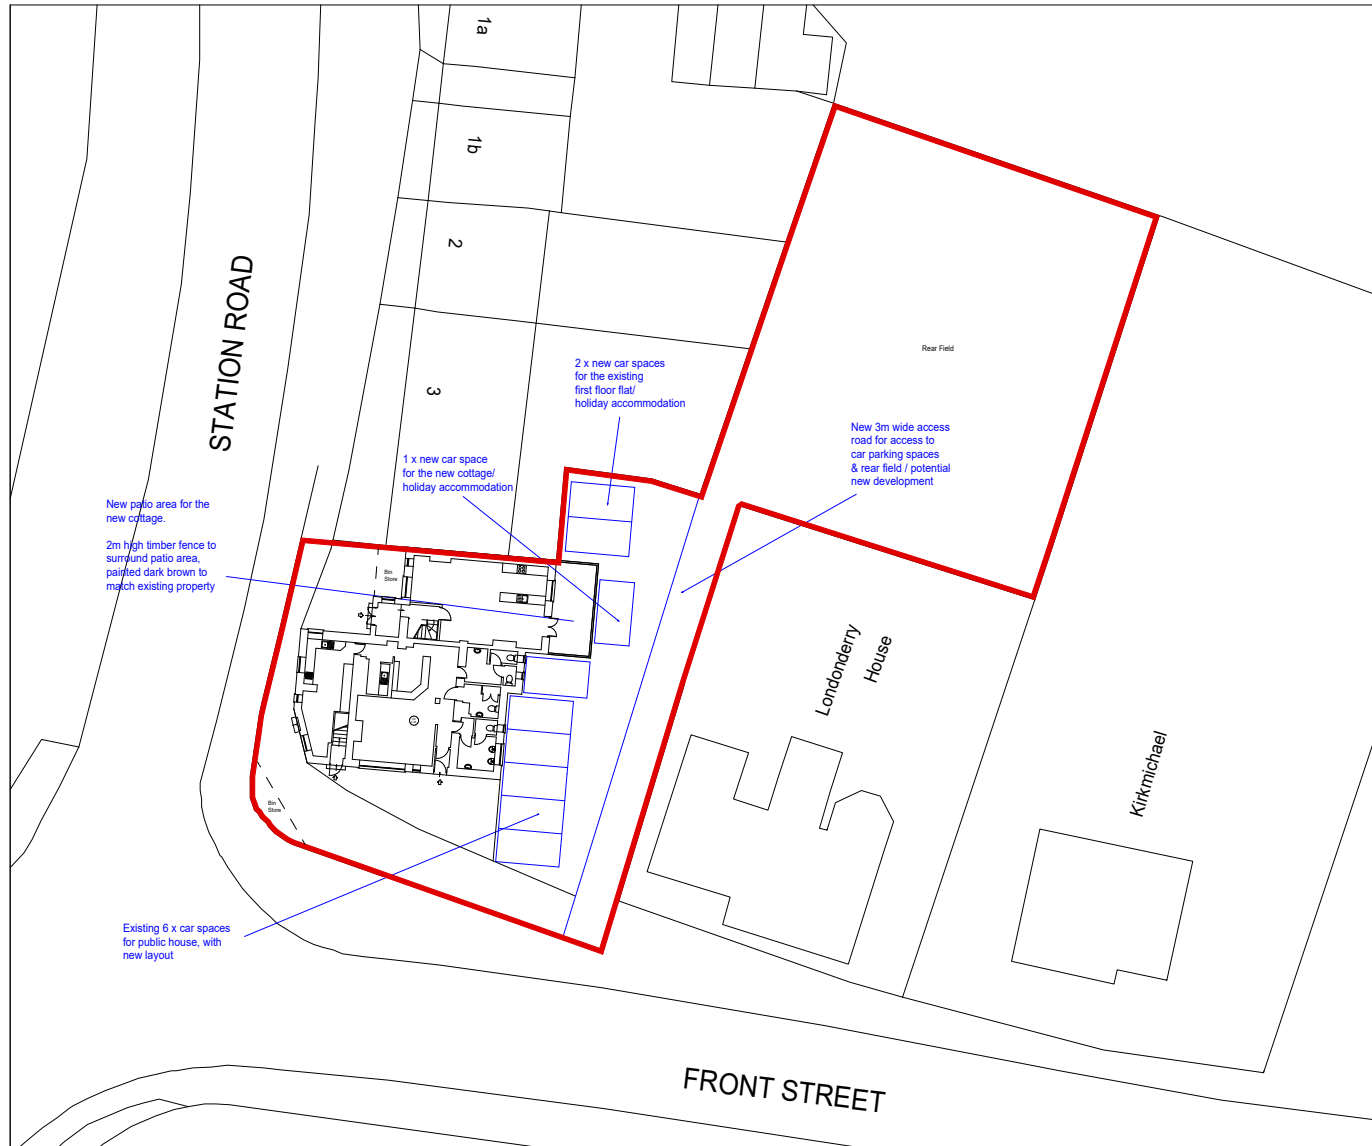 1a
1b
2
3
STATION ROAD
Rear Field
2 x new car spaces
for the existing
first floor flat/
holiday accommodation
New 3m wide access
road for access to
car parking spaces
& rear field / potential
new development
1 x new car space
for the new cottage/
holiday accommodation
New patio area for the
new cottage.
2m high timber fence to
surround patio area,
painted dark brown to
match existing property
Bin
Store
Londonderry
House
Kirkmichael
Bin
Store
Existing 6 x car spaces
for public house, with
new layout
FRONT STREET